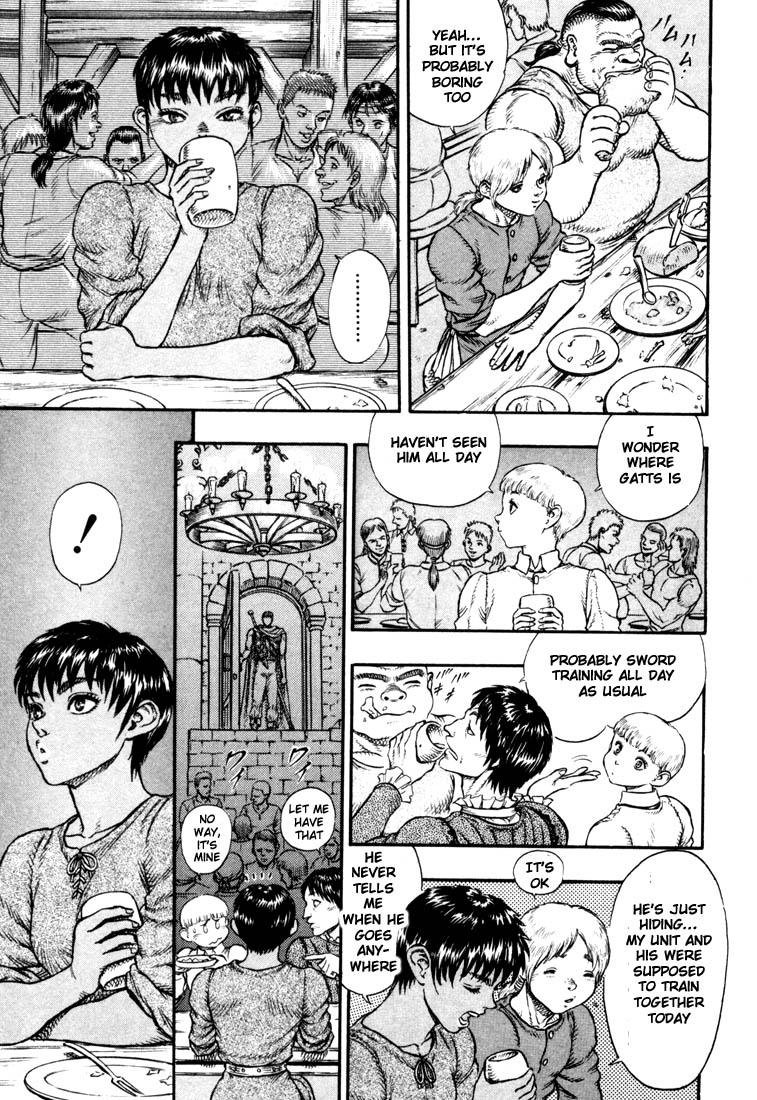 YEAH...
BUT IT'S
PROBABLY
BORING
TOO
..........
I
WONDER
WHERE
GATTS IS
HAVEN'T SEEN
HIM ALL DAY
PROBABLY SWORD
TRAINING ALL DAY
AS USUAL
HE'S JUST
HIDING...
MY UNIT AND
HIS WERE
SUPPOSED
TO TRAIN
TOGETHER
TODAY
IT'S
OK
HE
NEVER
TELLS
ME
WHEN HE
GOES
ANY-
WHERE
LET ME
HAVE
THAT
NO
WAY,
IT'S
MINE
!